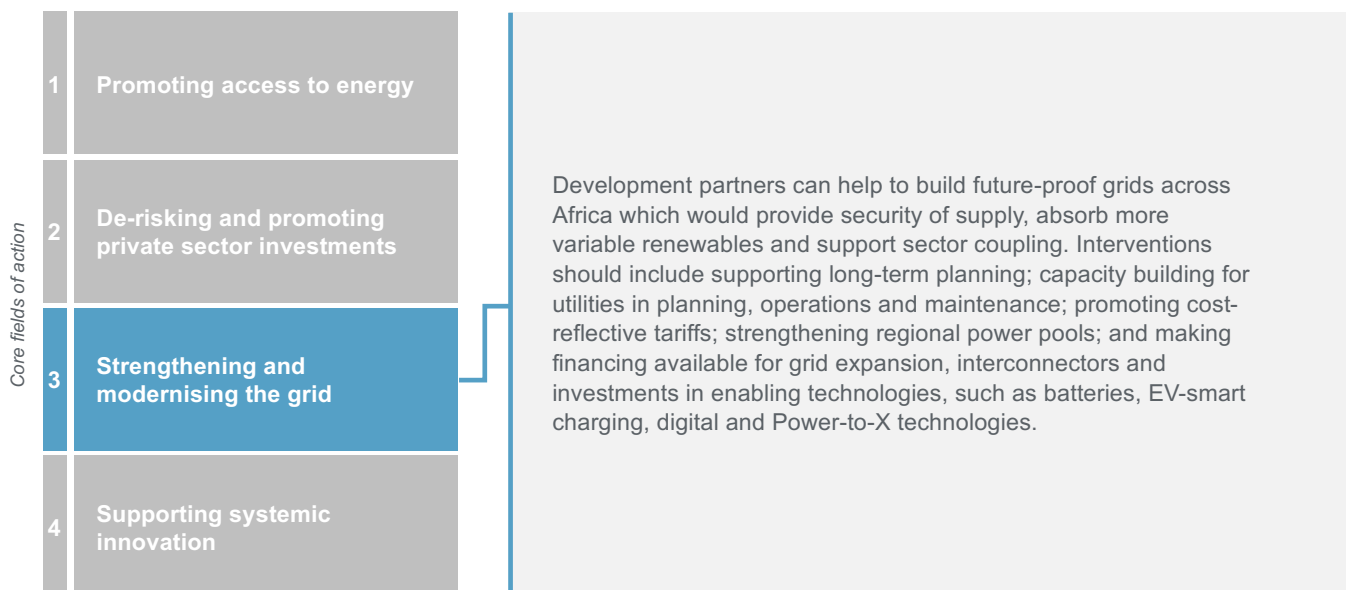 Core fields of action
1
Promoting access to energy
2
De-risking and promoting
private sector investments
3
Strengthening and
modernising the grid
4
Supporting systemic
innovation
Development partners can help to build future-proof grids across
Africa which would provide security of supply, absorb more
variable renewables and support sector coupling. Interventions
should include supporting long-term planning; capacity building for
utilities in planning, operations and maintenance; promoting cost-
reflective tariffs; strengthening regional power pools; and making
financing available for grid expansion, interconnectors and
investments in enabling technologies, such as batteries, EV-smart
charging, digital and Power-to-X technologies.